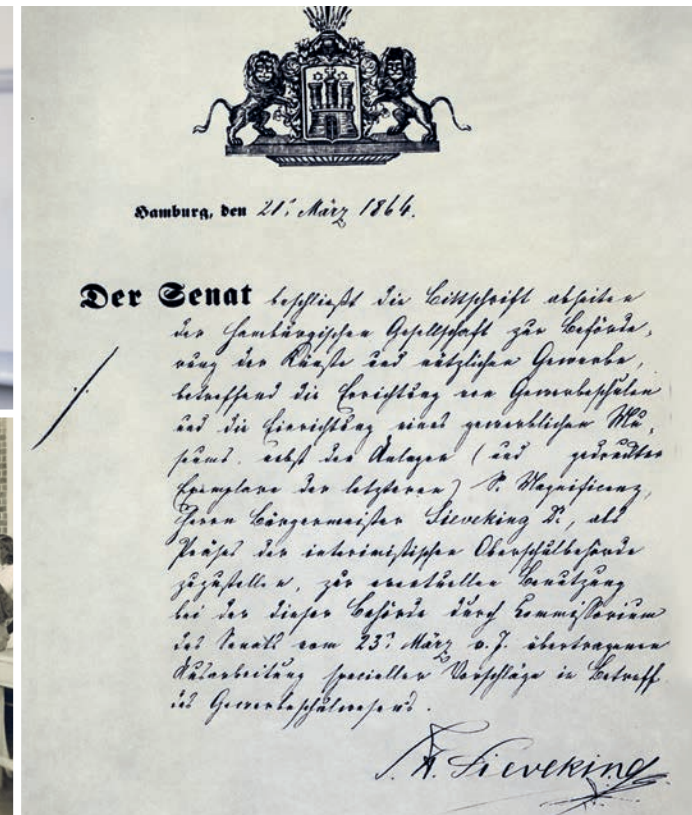 Hamburg, den 21. März 1864.
Der Senat beschließt die Bittschrift abseiten
der Hamburgischen Gesellschaft zur Beförde-
rung der Künste und nützlichen Gewerbe,
betreffend die Errichtung von Gewerbeschulen
und die Einrichtung eines gewerblichen Mu-
seums nebst den Anlagen (und gedruckten
Exemplare der letzteren) Sr. Magnificenz,
Herrn Bürgermeister Sieveking Dr., als
Präses der interimistischen Oberschulbehörde
zuzustellen, zur eventuellen Benutzung
bei der dieser Behörde durch Commissorium
des Senats vom 23. März v. J. übertragenen
Ausarbeitung specieller Vorschläge in Betreff
des Gewerbeschulwesens.
Sieveking